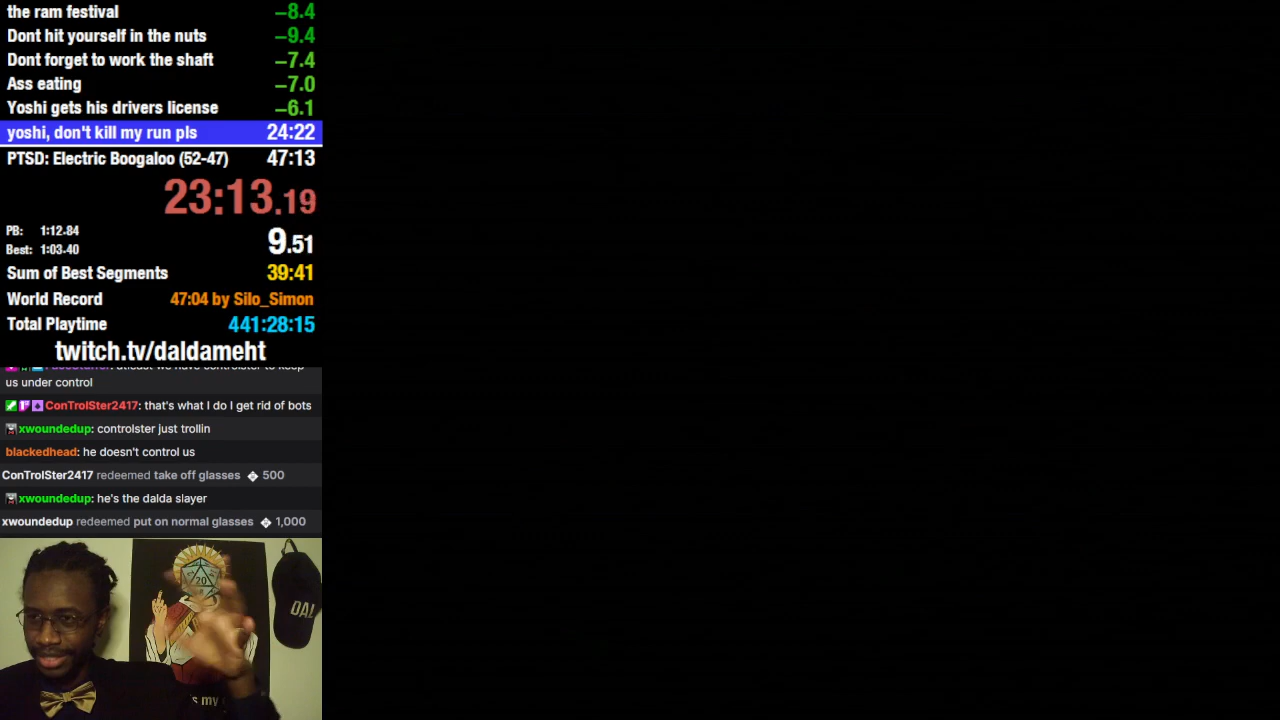 the ram festival −8.4
Dont hit yourself in the nuts −9.4
Dont forget to work the shaft −7.4
Ass eating −7.0
Yoshi gets his drivers license −6.1
yoshi, don't kill my run pls 24:22
PTSD: Electric Boogaloo (52-47) 47:13
23:13.19
PB: 1:12.84
9.51
Best: 1:03.40
Sum of Best Segments 39:41
World Record 47:04 by Silo_Simon
Total Playtime 441:28:15
twitch.tv/daldameht
us under control
ConTrolSter2417: that's what I do I get rid of bots
xwoundedup: controlster just trollin
blackedhead: he doesn't control us
ConTrolSter2417 redeemed take off glasses 500
xwoundedup: he's the dalda slayer
xwoundedup redeemed put on normal glasses 1,000
20
DAL
s my